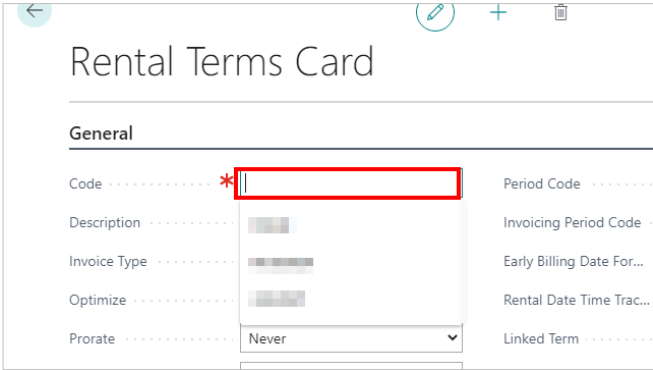 Rental Terms Card
General
Code * Period Code
Description Invoicing Period Code
Invoice Type Early Billing Date For...
Optimize Rental Date Time Trac...
Prorate Never Linked Term